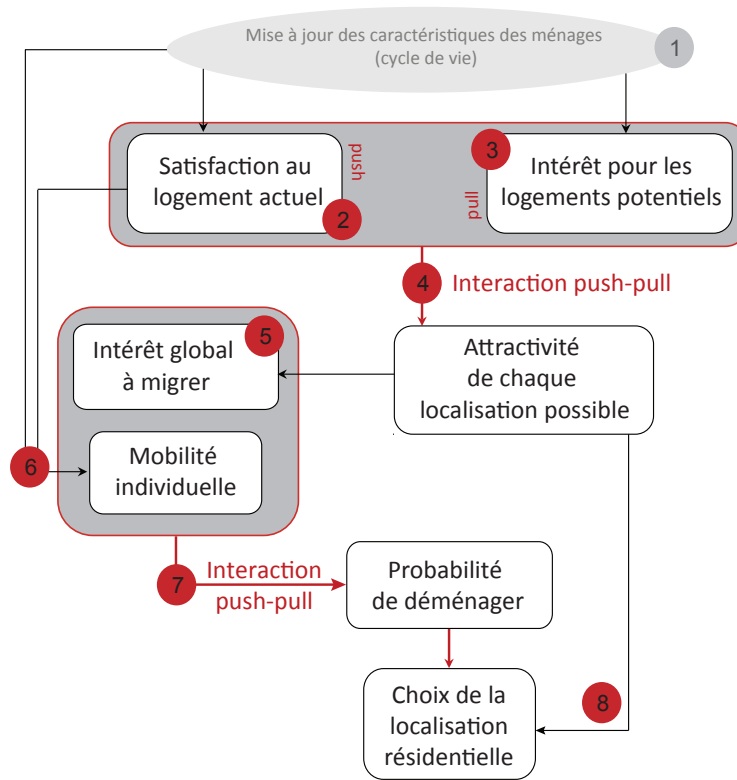 Mise à jour des caractéristiques des ménages
(cycle de vie)
1
Satisfaction au
logement actuel
push
2
3
Intérêt pour les
logements potentiels
pull
4
Interaction push-pull
5
Intérêt global
à migrer
Attractivité
de chaque
localisation possible
6
Mobilité
individuelle
7
Interaction
push-pull
Probabilité
de déménager
8
Choix de la
localisation
résidentielle